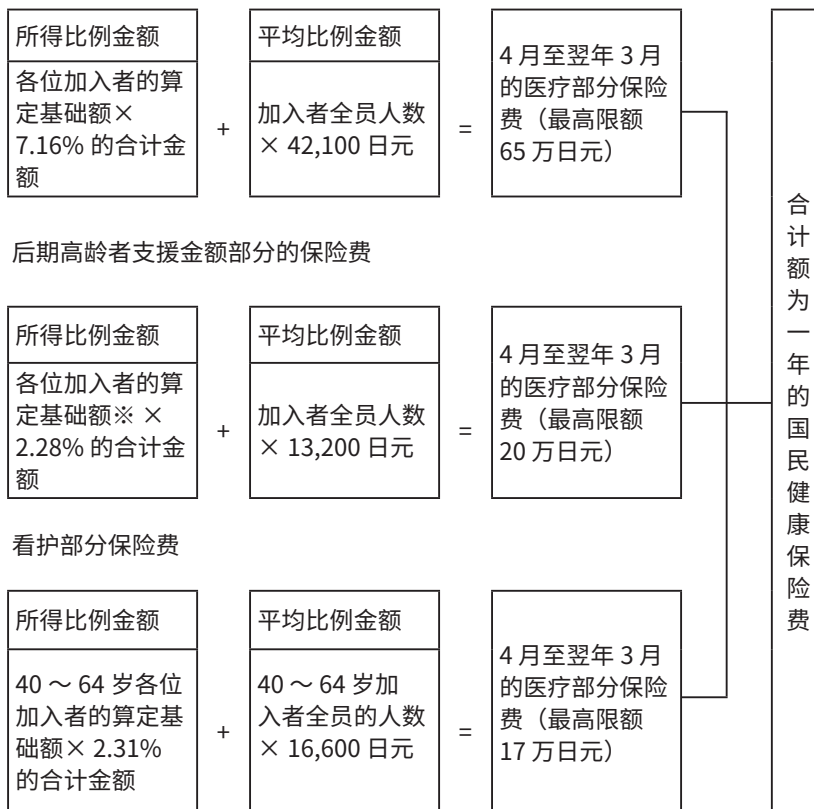 所得比例金额
各位加入者的算
定基础额×
7.16% 的合计金
额
+
平均比例金额
加入者全员人数
× 42,100 日元
=
4 月至翌年 3 月
的医疗部分保险
费（最高限额
65 万日元）
后期高龄者支援金额部分的保险费
所得比例金额
各位加入者的算
定基础额※ ×
2.28% 的合计金
额
+
平均比例金额
加入者全员人数
× 13,200 日元
=
4 月至翌年 3 月
的医疗部分保险
费（最高限额
20 万日元）
看护部分保险费
所得比例金额
40 ～ 64 岁各位
加入者的算定基
础额× 2.31%
的合计金额
+
平均比例金额
40 ～ 64 岁加
入者全员的人数
× 16,600 日元
=
4 月至翌年 3 月
的医疗部分保险
费（最高限额
17 万日元）
合计额为一年的国民健康保险费